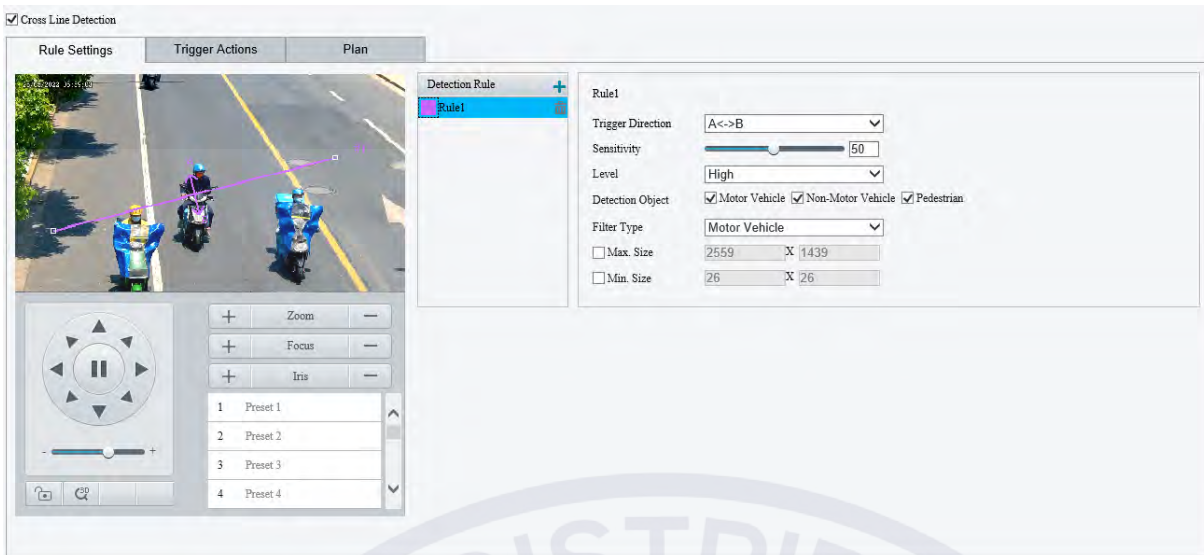 Cross Line Detection
Rule Settings
Trigger Actions
Plan
Detection Rule
Rule1
Rule1
Trigger Direction
A<->B
Sensitivity
50
Level
High
Detection Object
Motor Vehicle
Non-Motor Vehicle
Pedestrian
Filter Type
Motor Vehicle
Max. Size
2559 X 1439
Min. Size
26 X 26
+ Zoom −
+ Focus −
+ Iris −
1 Preset 1
2 Preset 2
3 Preset 3
4 Preset 4
- +
3D
DISTRI